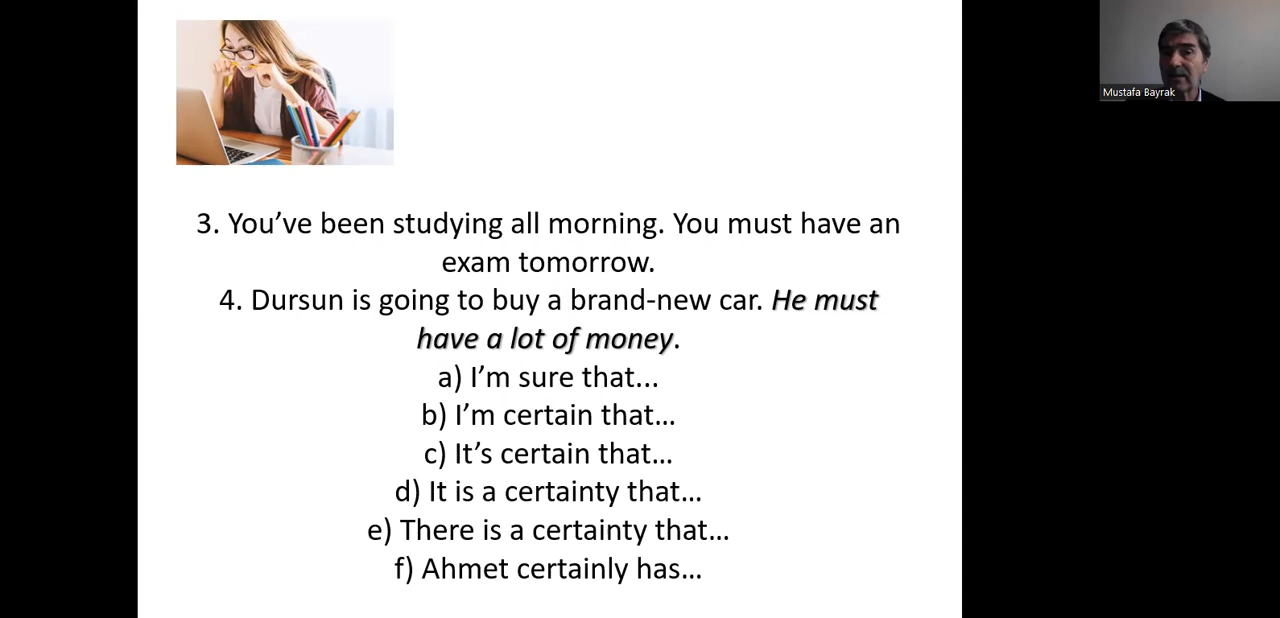 Mustafa Bayrak
3. You’ve been studying all morning. You must have an
exam tomorrow.
4. Dursun is going to buy a brand-new car. He must
have a lot of money.
a) I’m sure that...
b) I’m certain that…
c) It’s certain that…
d) It is a certainty that…
e) There is a certainty that…
f) Ahmet certainly has…